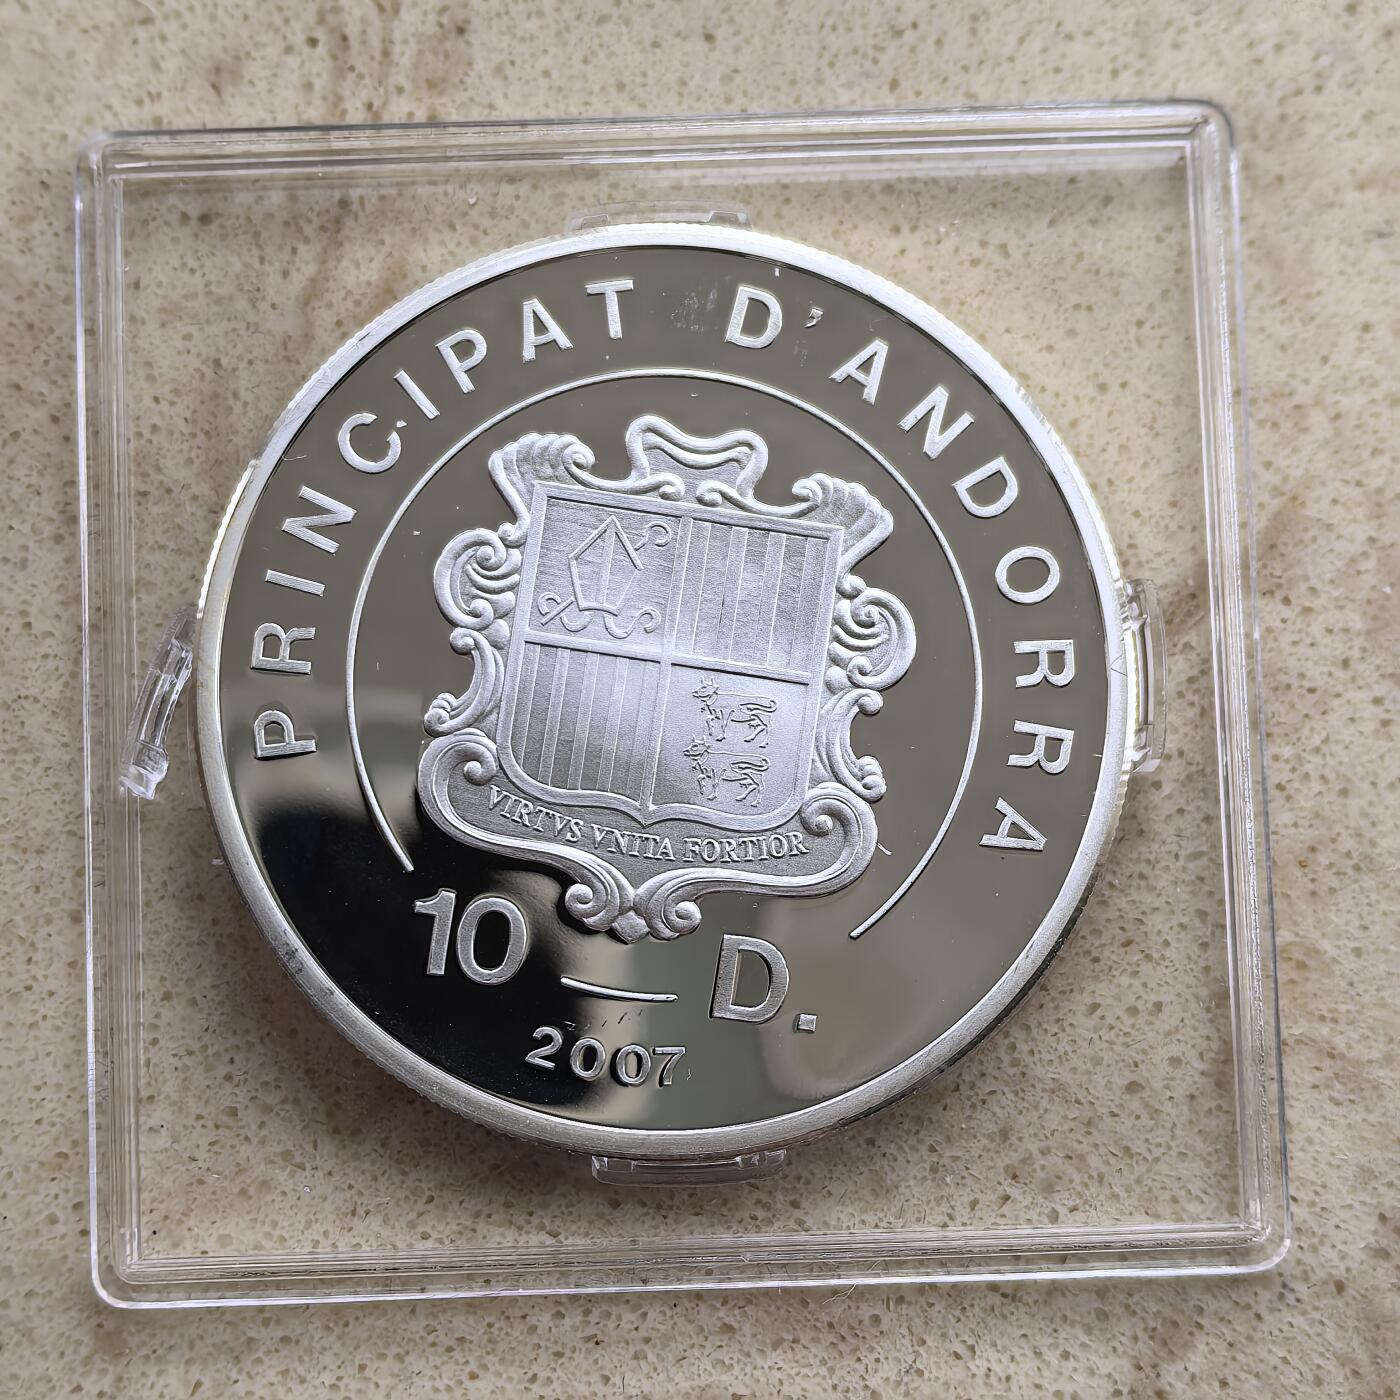 PRINCIPAT D'ANDORRA
VIRTVS VNITA FORTIOR
10 D.
2007